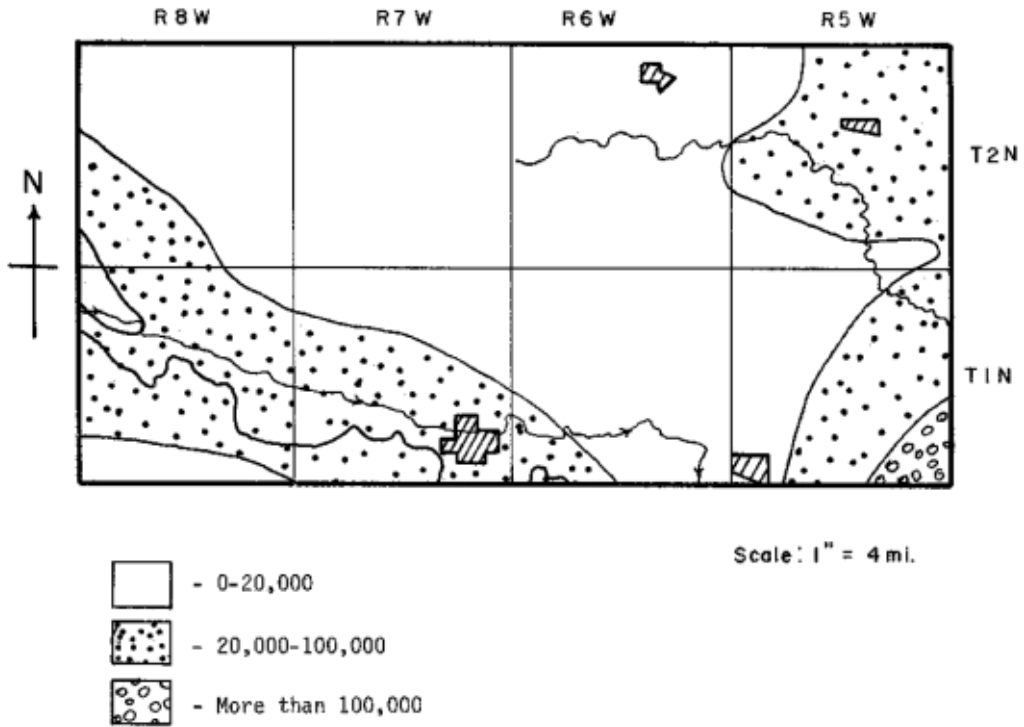 R 8 W R 7 W R 6 W R 5 W
T 2 N
N
T 1 N
Scale: 1" = 4 mi.
- 0-20,000
- 20,000-100,000
- More than 100,000